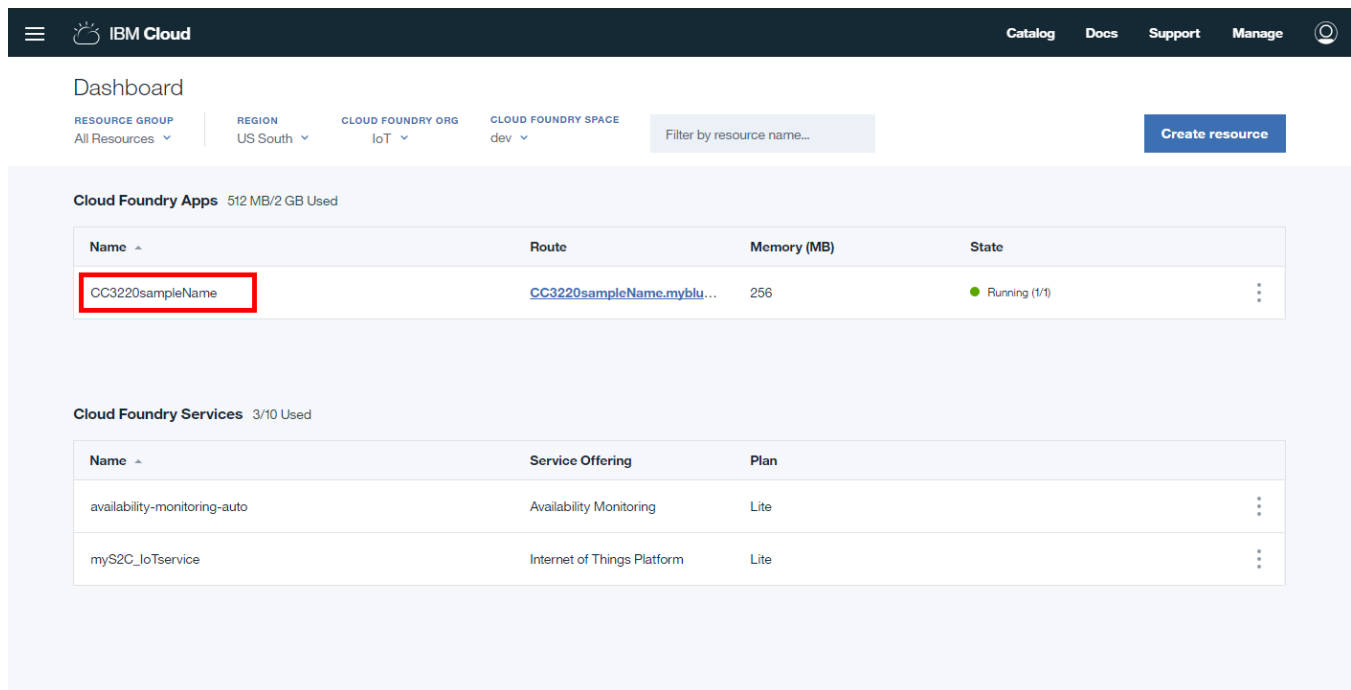 IBM Cloud Catalog Docs Support Manage
Dashboard
RESOURCE GROUP REGION CLOUD FOUNDRY ORG CLOUD FOUNDRY SPACE
All Resources US South IoT dev Filter by resource name... Create resource
Cloud Foundry Apps 512 MB/2 GB Used
Name Route Memory (MB) State
CC3220sampleName CC3220sampleName.myblu... 256 Running (1/1)
Cloud Foundry Services 3/10 Used
Name Service Offering Plan
availability-monitoring-auto Availability Monitoring Lite
myS2C_IoTservice Internet of Things Platform Lite